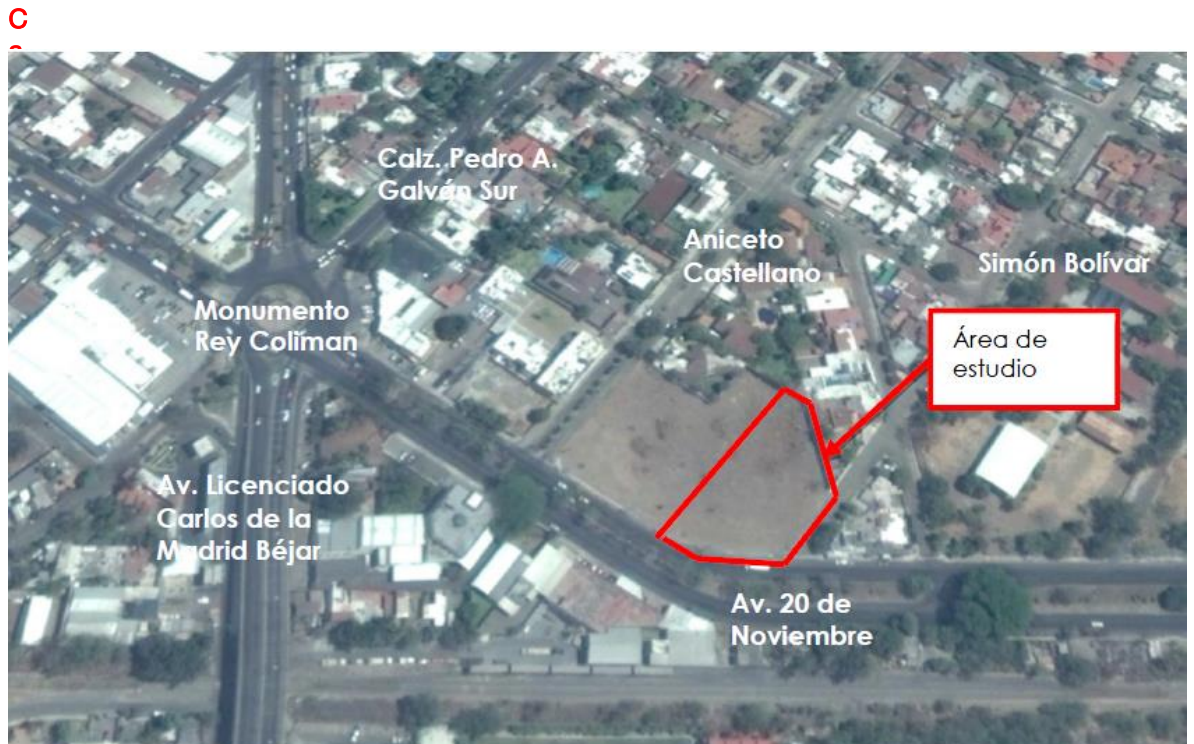 C
Calz. Pedro A.
Galván Sur
Aniceto
Castellano
Simón Bolívar
Monumento
Rey Coliman
Área de
estudio
Av. Licenciado
Carlos de la
Madrid Béjar
Av. 20 de
Noviembre